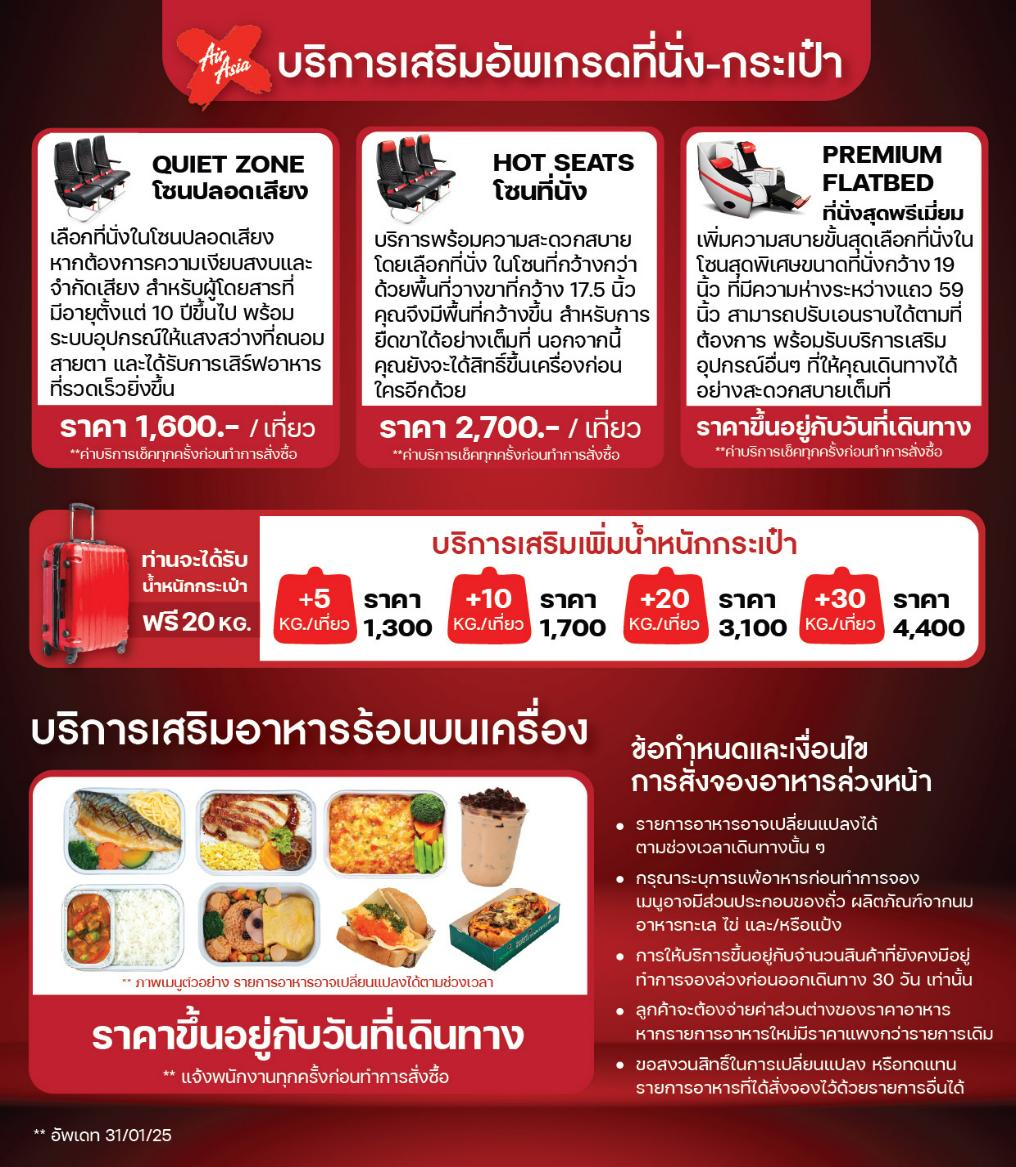 Air
Asia
บริการเสริมอัพเกรดที่นั่ง-กระเป๋า
QUIET ZONE
โซนปลอดเสียง
เลือกที่นั่งในโซนปลอดเสียง
หากต้องการความเงียบสงบและ
จำกัดเสียง สำหรับผู้โดยสารที่
มีอายุตั้งแต่ 10 ปีขึ้นไป พร้อม
ระบบอุปกรณ์ให้แสงสว่างที่ถนอม
สายตา และได้รับการเสิร์ฟอาหาร
ที่รวดเร็วยิ่งขึ้น
ราคา 1,600.- / เที่ยว
**ค่าบริการเช็คทุกครั้งก่อนทำการสั่งซื้อ
HOT SEATS
โซนที่นั่ง
บริการพร้อมความสะดวกสบาย
โดยเลือกที่นั่ง ในโซนที่กว้างกว่า
ด้วยพื้นที่วางขาที่กว้าง 17.5 นิ้ว
คุณจึงมีพื้นที่กว้างขึ้น สำหรับการ
ยืดขาได้อย่างเต็มที่ นอกจากนี้
คุณยังจะได้สิทธิ์ขึ้นเครื่องก่อน
ใครอีกด้วย
ราคา 2,700.- / เที่ยว
**ค่าบริการเช็คทุกครั้งก่อนทำการสั่งซื้อ
PREMIUM
FLATBED
ที่นั่งสุดพรีเมี่ยม
เพิ่มความสบายขั้นสุดเลือกที่นั่งใน
โซนสุดพิเศษขนาดที่นั่งกว้าง 19
นิ้ว ที่มีความห่างระหว่างแถว 59
นิ้ว สามารถปรับเอนราบได้ตามที่
ต้องการ พร้อมรับบริการเสริม
อุปกรณ์อื่นๆ ที่ให้คุณเดินทางได้
อย่างสะดวกสบายเต็มที่
ราคาขึ้นอยู่กับวันที่เดินทาง
**ค่าบริการเช็คทุกครั้งก่อนทำการสั่งซื้อ
ท่านจะได้รับ
น้ำหนักกระเป๋า
ฟรี 20 KG.
บริการเสริมเพิ่มน้ำหนักกระเป๋า
+5
KG./เที่ยว
ราคา
1,300
+10
KG./เที่ยว
ราคา
1,700
+20
KG./เที่ยว
ราคา
3,100
+30
KG./เที่ยว
ราคา
4,400
บริการเสริมอาหารร้อนบนเครื่อง
** ภาพเมนูตัวอย่าง รายการอาหารอาจเปลี่ยนแปลงได้ตามช่วงเวลา
ราคาขึ้นอยู่กับวันที่เดินทาง
** แจ้งพนักงานทุกครั้งก่อนทำการสั่งซื้อ
ข้อกำหนดและเงื่อนไข
การสั่งจองอาหารล่วงหน้า
• รายการอาหารอาจเปลี่ยนแปลงได้
ตามช่วงเวลาเดินทางนั้น ๆ
• กรุณาระบุการแพ้อาหารก่อนทำการจอง
เมนูอาจมีส่วนประกอบของถั่ว ผลิตภัณฑ์จากนม
อาหารทะเล ไข่ และ/หรือแป้ง
• การให้บริการขึ้นอยู่กับจำนวนสินค้าที่ยังคงมีอยู่
ทำการจองล่วงก่อนออกเดินทาง 30 วัน เท่านั้น
• ลูกค้าจะต้องจ่ายค่าส่วนต่างของราคาอาหาร
หากรายการอาหารใหม่มีราคาแพงกว่ารายการเดิม
• ขอสงวนสิทธิ์ในการเปลี่ยนแปลง หรือทดแทน
รายการอาหารที่ได้สั่งจองไว้ด้วยรายการอื่นได้
** อัพเดท 31/01/25